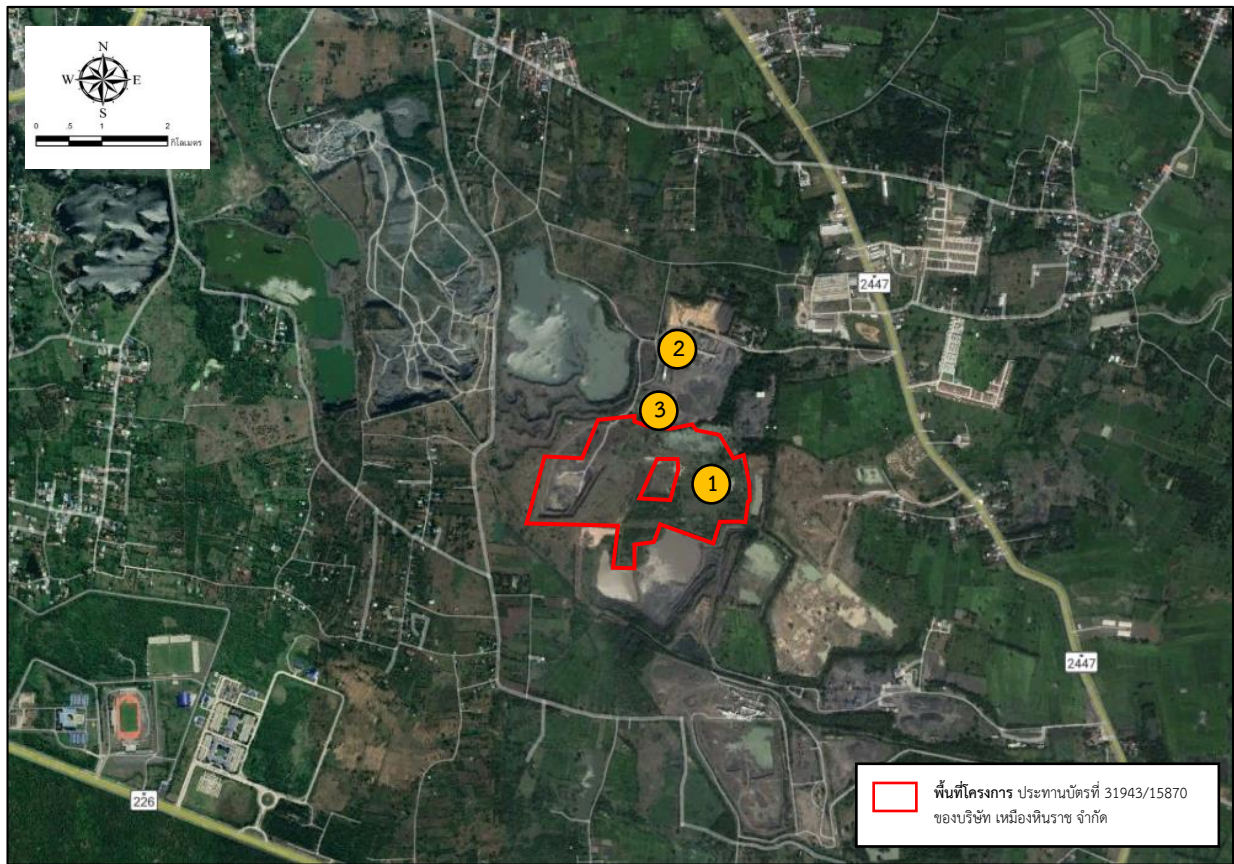 N
W E
S
0 .5 1 2
กิโลเมตร
2447
2
3
1
2447
226
พื้นที่โครงการ ประทานบัตรที่ 31943/15870
ของบริษัท เหมืองหินราช จำกัด